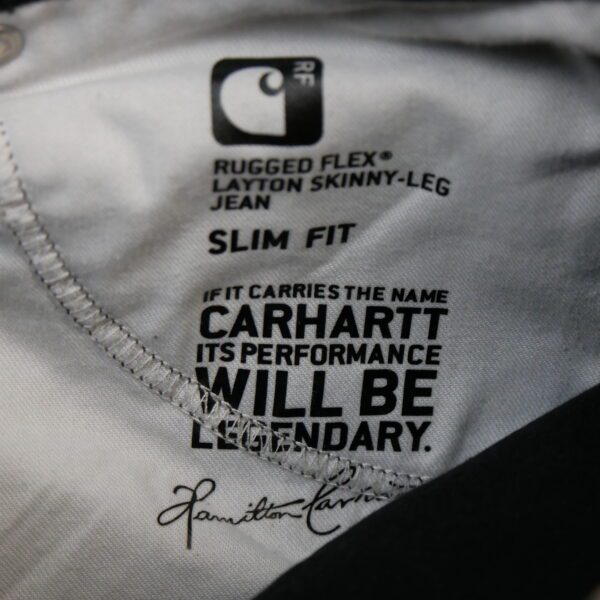 RF
RUGGED FLEX®
LAYTON SKINNY-LEG
JEAN
SLIM FIT
IF IT CARRIES THE NAME
CARHARTT
ITS PERFORMANCE
WILL BE
LEGENDARY.
Hamilton